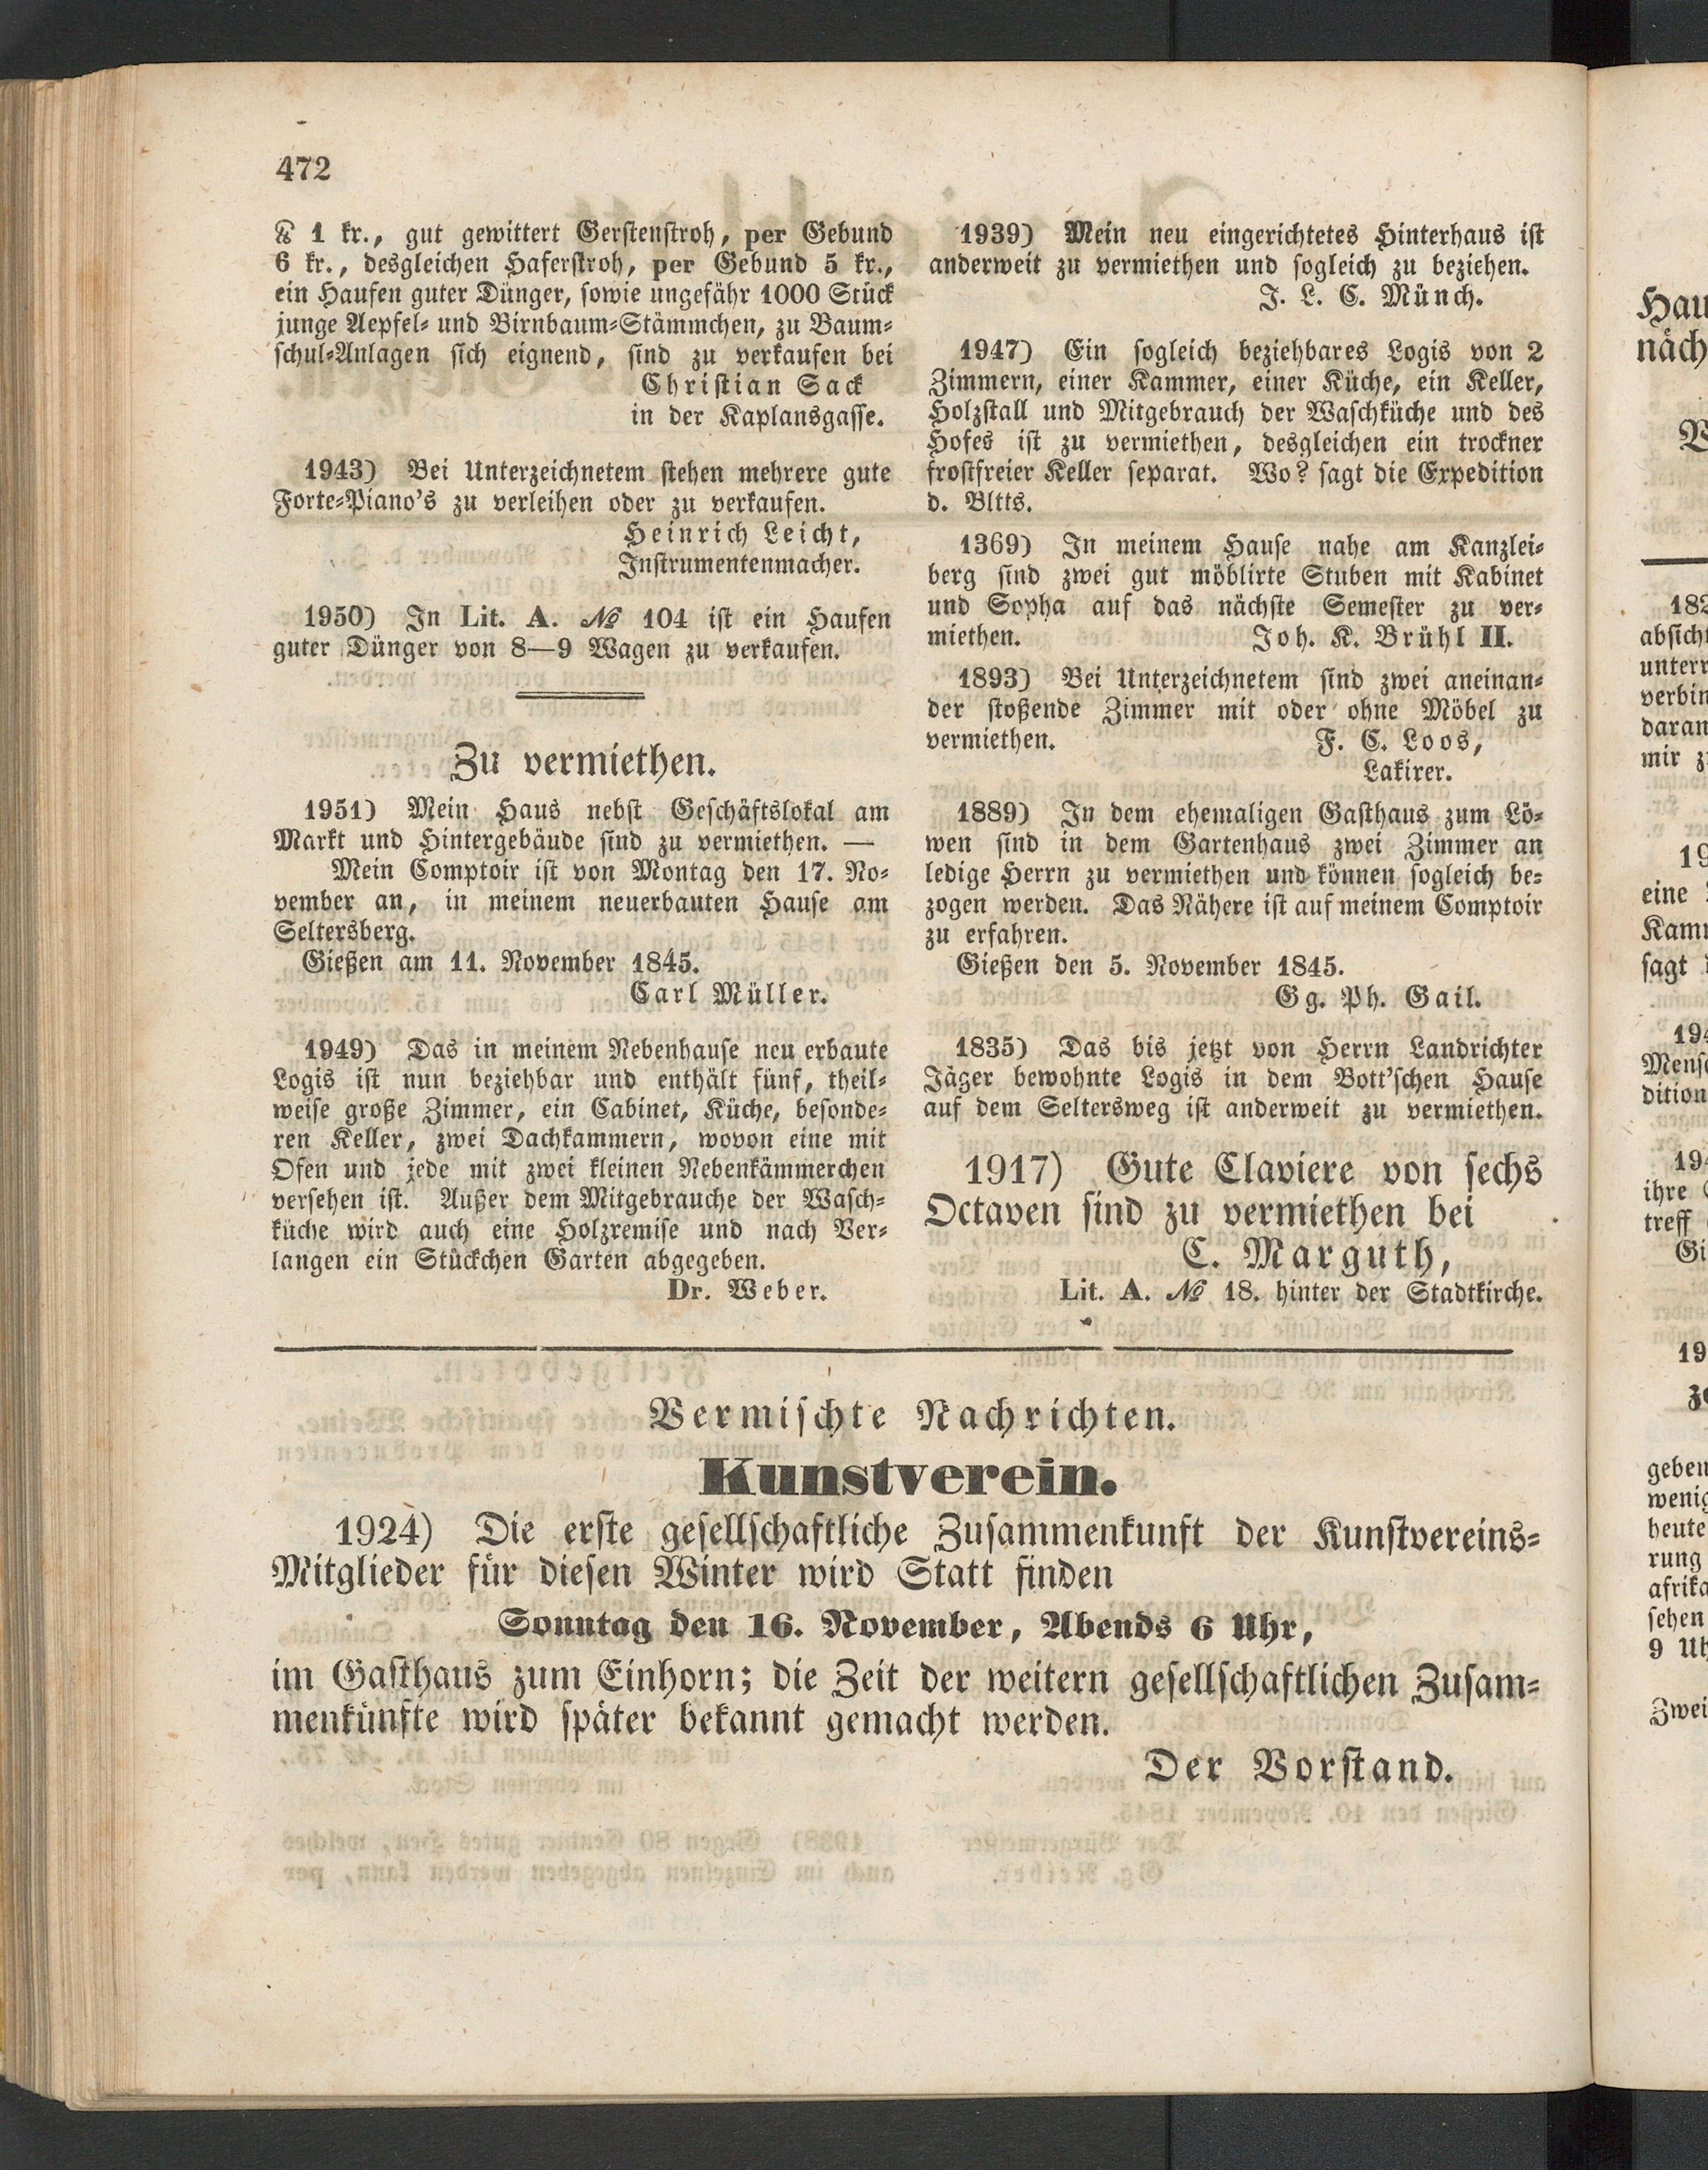 472
℔ 1 kr., gut gewittert Gerstenstroh, per Gebund
6 kr., desgleichen Haferstroh, per Gebund 5 kr.,
ein Haufen guter Dünger, sowie ungefähr 1000 Stück
junge Aepfel- und Birnbaum-Stämmchen, zu Baum-
schul-Anlagen sich eignend, sind zu verkaufen bei
Christian Sack
in der Kaplansgasse.
1943) Bei Unterzeichnetem stehen mehrere gute
Forte-Piano's zu verleihen oder zu verkaufen.
Heinrich Leicht,
Instrumentenmacher.
1950) In Lit. A. № 104 ist ein Haufen
guter Dünger von 8—9 Wagen zu verkaufen.
Zu vermiethen.
1951) Mein Haus nebst Geschäftslokal am
Markt und Hintergebäude sind zu vermiethen. —
Mein Comptoir ist von Montag den 17. No-
vember an, in meinem neuerbauten Hause am
Seltersberg.
Gießen am 11. November 1845.
Carl Müller.
1949) Das in meinem Nebenhause neu erbaute
Logis ist nun beziehbar und enthält fünf, theil-
weise große Zimmer, ein Cabinet, Küche, besonde-
ren Keller, zwei Dachkammern, wovon eine mit
Ofen und jede mit zwei kleinen Nebenkämmerchen
versehen ist. Außer dem Mitgebrauche der Wasch-
küche wird auch eine Holzremise und nach Ver-
langen ein Stückchen Garten abgegeben.
Dr. Weber.
1939) Mein neu eingerichtetes Hinterhaus ist
anderweit zu vermiethen und sogleich zu beziehen.
J. L. C. Münch.
1947) Ein sogleich beziehbares Logis von 2
Zimmern, einer Kammer, einer Küche, ein Keller,
Holzstall und Mitgebrauch der Waschküche und des
Hofes ist zu vermiethen, desgleichen ein trockner
frostfreier Keller separat. Wo? sagt die Expedition
d. Bltts.
1369) In meinem Hause nahe am Kanzlei-
berg sind zwei gut möblirte Stuben mit Kabinet
und Sopha auf das nächste Semester zu ver-
miethen. Joh. K. Brühl II.
1893) Bei Unterzeichnetem sind zwei aneinan-
der stoßende Zimmer mit oder ohne Möbel zu
vermiethen. F. C. Loos,
Lakirer.
1889) In dem ehemaligen Gasthaus zum Lö-
wen sind in dem Gartenhaus zwei Zimmer an
ledige Herrn zu vermiethen und können sogleich be-
zogen werden. Das Nähere ist auf meinem Comptoir
zu erfahren.
Gießen den 5. November 1845.
Gg. Ph. Gail.
1835) Das bis jetzt von Herrn Landrichter
Jäger bewohnte Logis in dem Bott'schen Hause
auf dem Seltersweg ist anderweit zu vermiethen.
1917) Gute Claviere von sechs
Octaven sind zu vermiethen bei
C. Marguth,
Lit. A. № 18. hinter der Stadtkirche.
Vermischte Nachrichten.
Kunstverein.
1924) Die erste gesellschaftliche Zusammenkunft der Kunstvereins-
Mitglieder für diesen Winter wird Statt finden
Sonntag den 16. November, Abends 6 Uhr,
im Gasthaus zum Einhorn; die Zeit der weitern gesellschaftlichen Zusam-
menkünfte wird später bekannt gemacht werden.
Der Vorstand.